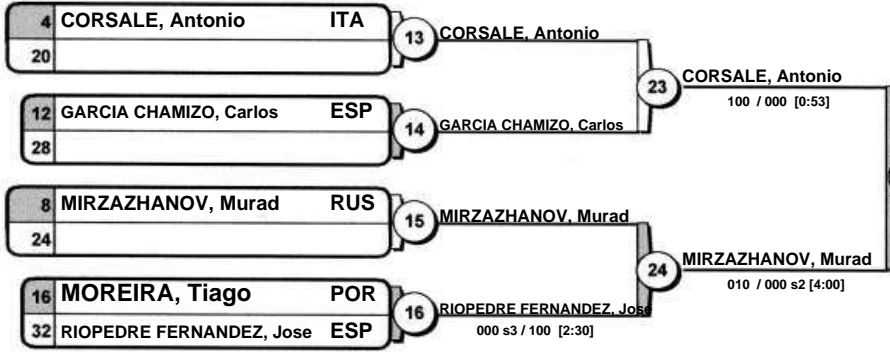 4 CORSALE, Antonio ITA
20
13
CORSALE, Antonio
12 GARCIA CHAMIZO, Carlos ESP
28
14
GARCIA CHAMIZO, Carlos
23
CORSALE, Antonio
100 / 000 [0:53]
8 MIRZAZHANOV, Murad RUS
24
15
MIRZAZHANOV, Murad
16 MOREIRA, Tiago POR
32 RIOPEDRE FERNANDEZ, Jose ESP
16
RIOPEDRE FERNANDEZ, Jose
000 s3 / 100 [2:30]
24
MIRZAZHANOV, Murad
010 / 000 s2 [4:00]